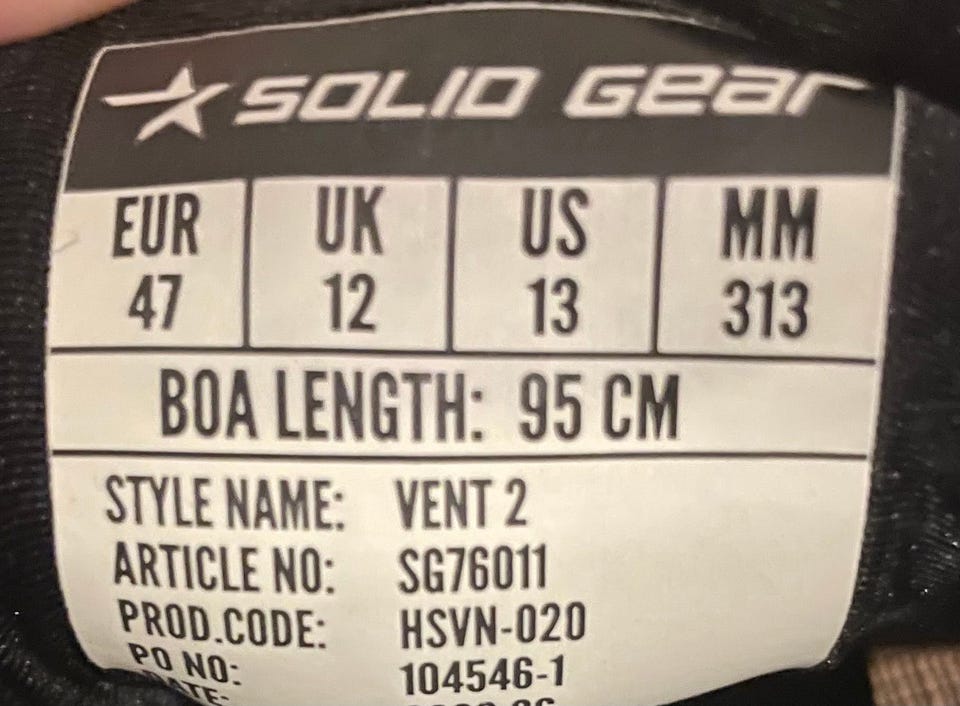 SOLID GEAR
EUR UK US MM
47 12 13 313
BOA LENGTH: 95 CM
STYLE NAME: VENT 2
ARTICLE NO: SG76011
PROD.CODE: HSVN-020
PO NO: 104546-1